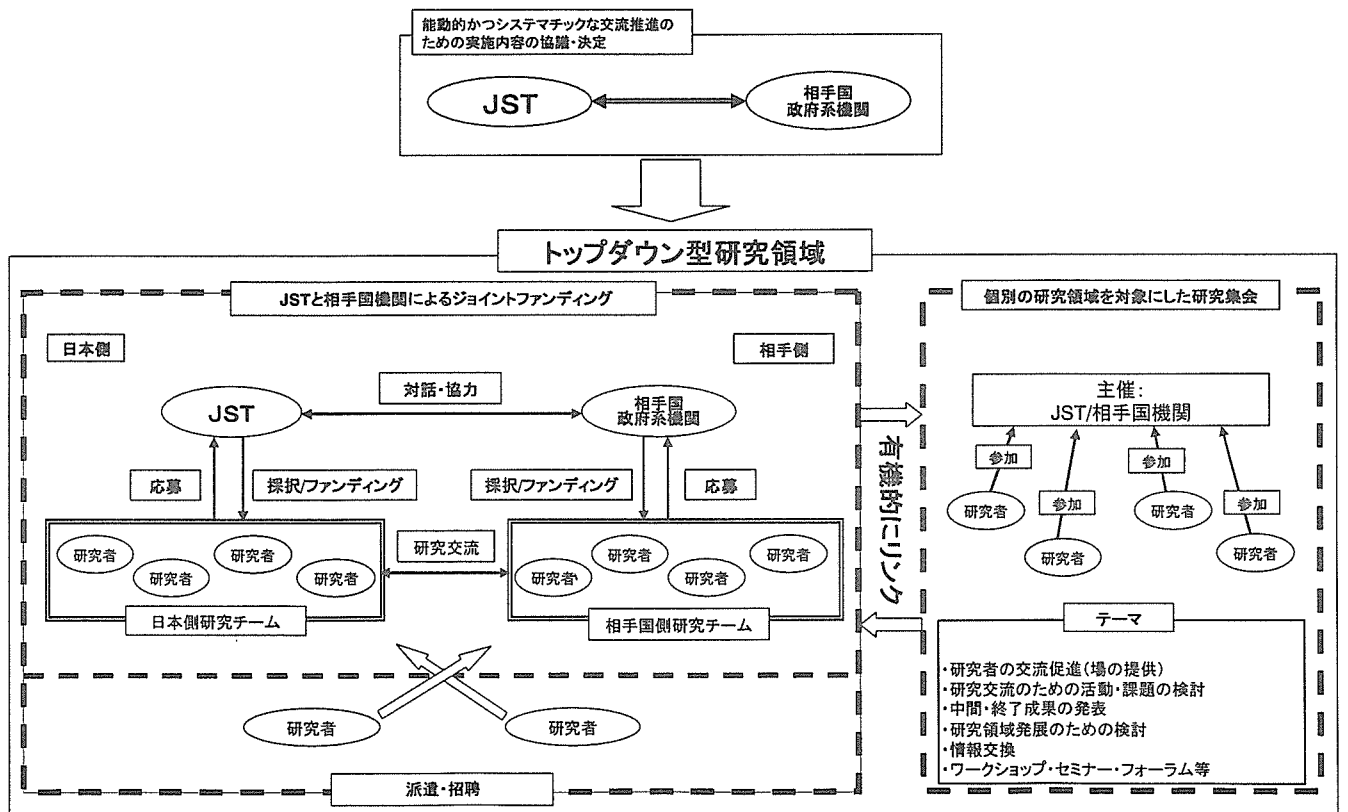 能動的かつシステマチックな交流推進の
ための実施内容の協議・決定
JST
相手国
政府系機関
トップダウン型研究領域
JSTと相手国機関によるジョイントファンディング
日本側
相手側
対話・協力
JST
相手国
政府系機関
応募
採択/ファンディング
採択/ファンディング
応募
研究者
研究者
研究者
研究者
研究交流
研究者
研究者
研究者
研究者
日本側研究チーム
相手国側研究チーム
研究者
研究者
派遣・招聘
有機的にリンク
個別の研究領域を対象にした研究集会
主催:
JST/相手国機関
参加
参加
参加
参加
研究者
研究者
研究者
研究者
テーマ
・研究者の交流促進(場の提供)
・研究交流のための活動・課題の検討
・中間・終了成果の発表
・研究領域発展のための検討
・情報交換
・ワークショップ・セミナー・フォーラム等